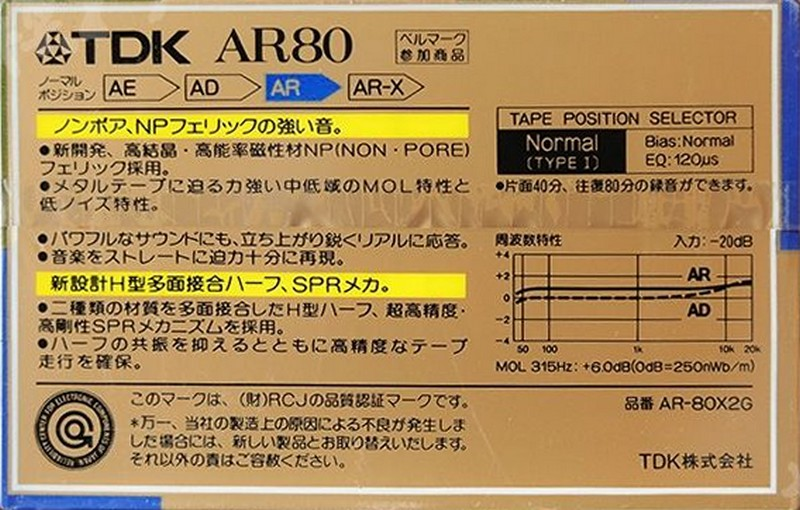 TDK AR80
ベルマーク
参加商品
ノーマル
ポジション AE AD AR AR-X
ノンポア、NPフェリックの強い音。
●新開発、高結晶・高能率磁性材NP(NON・PORE)
フェリック採用。
●メタルテープに迫る力強い中低域のMOL特性と
低ノイズ特性。
●パワフルなサウンドにも、立ち上がり鋭くリアルに応答。
●音楽をストレートに迫力十分に再現。
新設計H型多面接合ハーフ、SPRメカ。
●二種類の材質を多面接合したH型ハーフ、超高精度・
高剛性SPRメカニズムを採用。
●ハーフの共振を抑えるとともに高精度なテープ
走行を確保。
TAPE POSITION SELECTOR
Normal
(TYPE I)
Bias:Normal
EQ:120μs
●片面40分、往復80分の録音ができます。
周波数特性 入力:-20dB
+4
+2
0
-2
-4
AR
AD
50 100 1k 10k 20k
MOL 315Hz: +6.0dB(0dB=250nWb/m)
このマークは、(財)RCJの品質認証マークです。
*万一、当社の製造上の原因による不良が発生しま
した場合には、新しい製品とお取り替えいたします。
それ以外の責はご容赦ください。
RELIABILITY CENTER FOR ELECTRONIC COMPONENTS OF JAPAN
品番 AR-80X2G
TDK株式会社